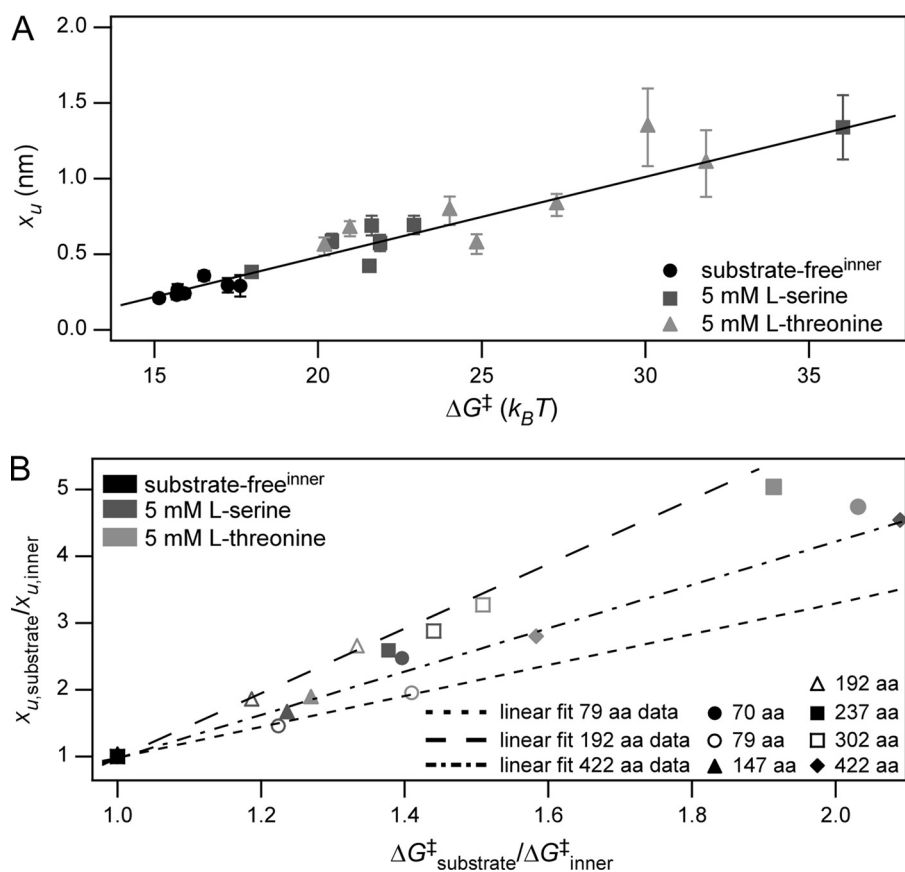 A
2.0
1.5
1.0
0.5
0.0
x_u (nm)
substrate-free^inner
5 mM L-serine
5 mM L-threonine
15 20 25 30 35
ΔG‡ (k_BT)
B
substrate-free^inner
5 mM L-serine
5 mM L-threonine
5
4
3
2
1
x_u,substrate/x_u,inner
192 aa
linear fit 79 aa data 70 aa 237 aa
linear fit 192 aa data 79 aa 302 aa
linear fit 422 aa data 147 aa 422 aa
1.0 1.2 1.4 1.6 1.8 2.0
ΔG‡_substrate/ΔG‡_inner